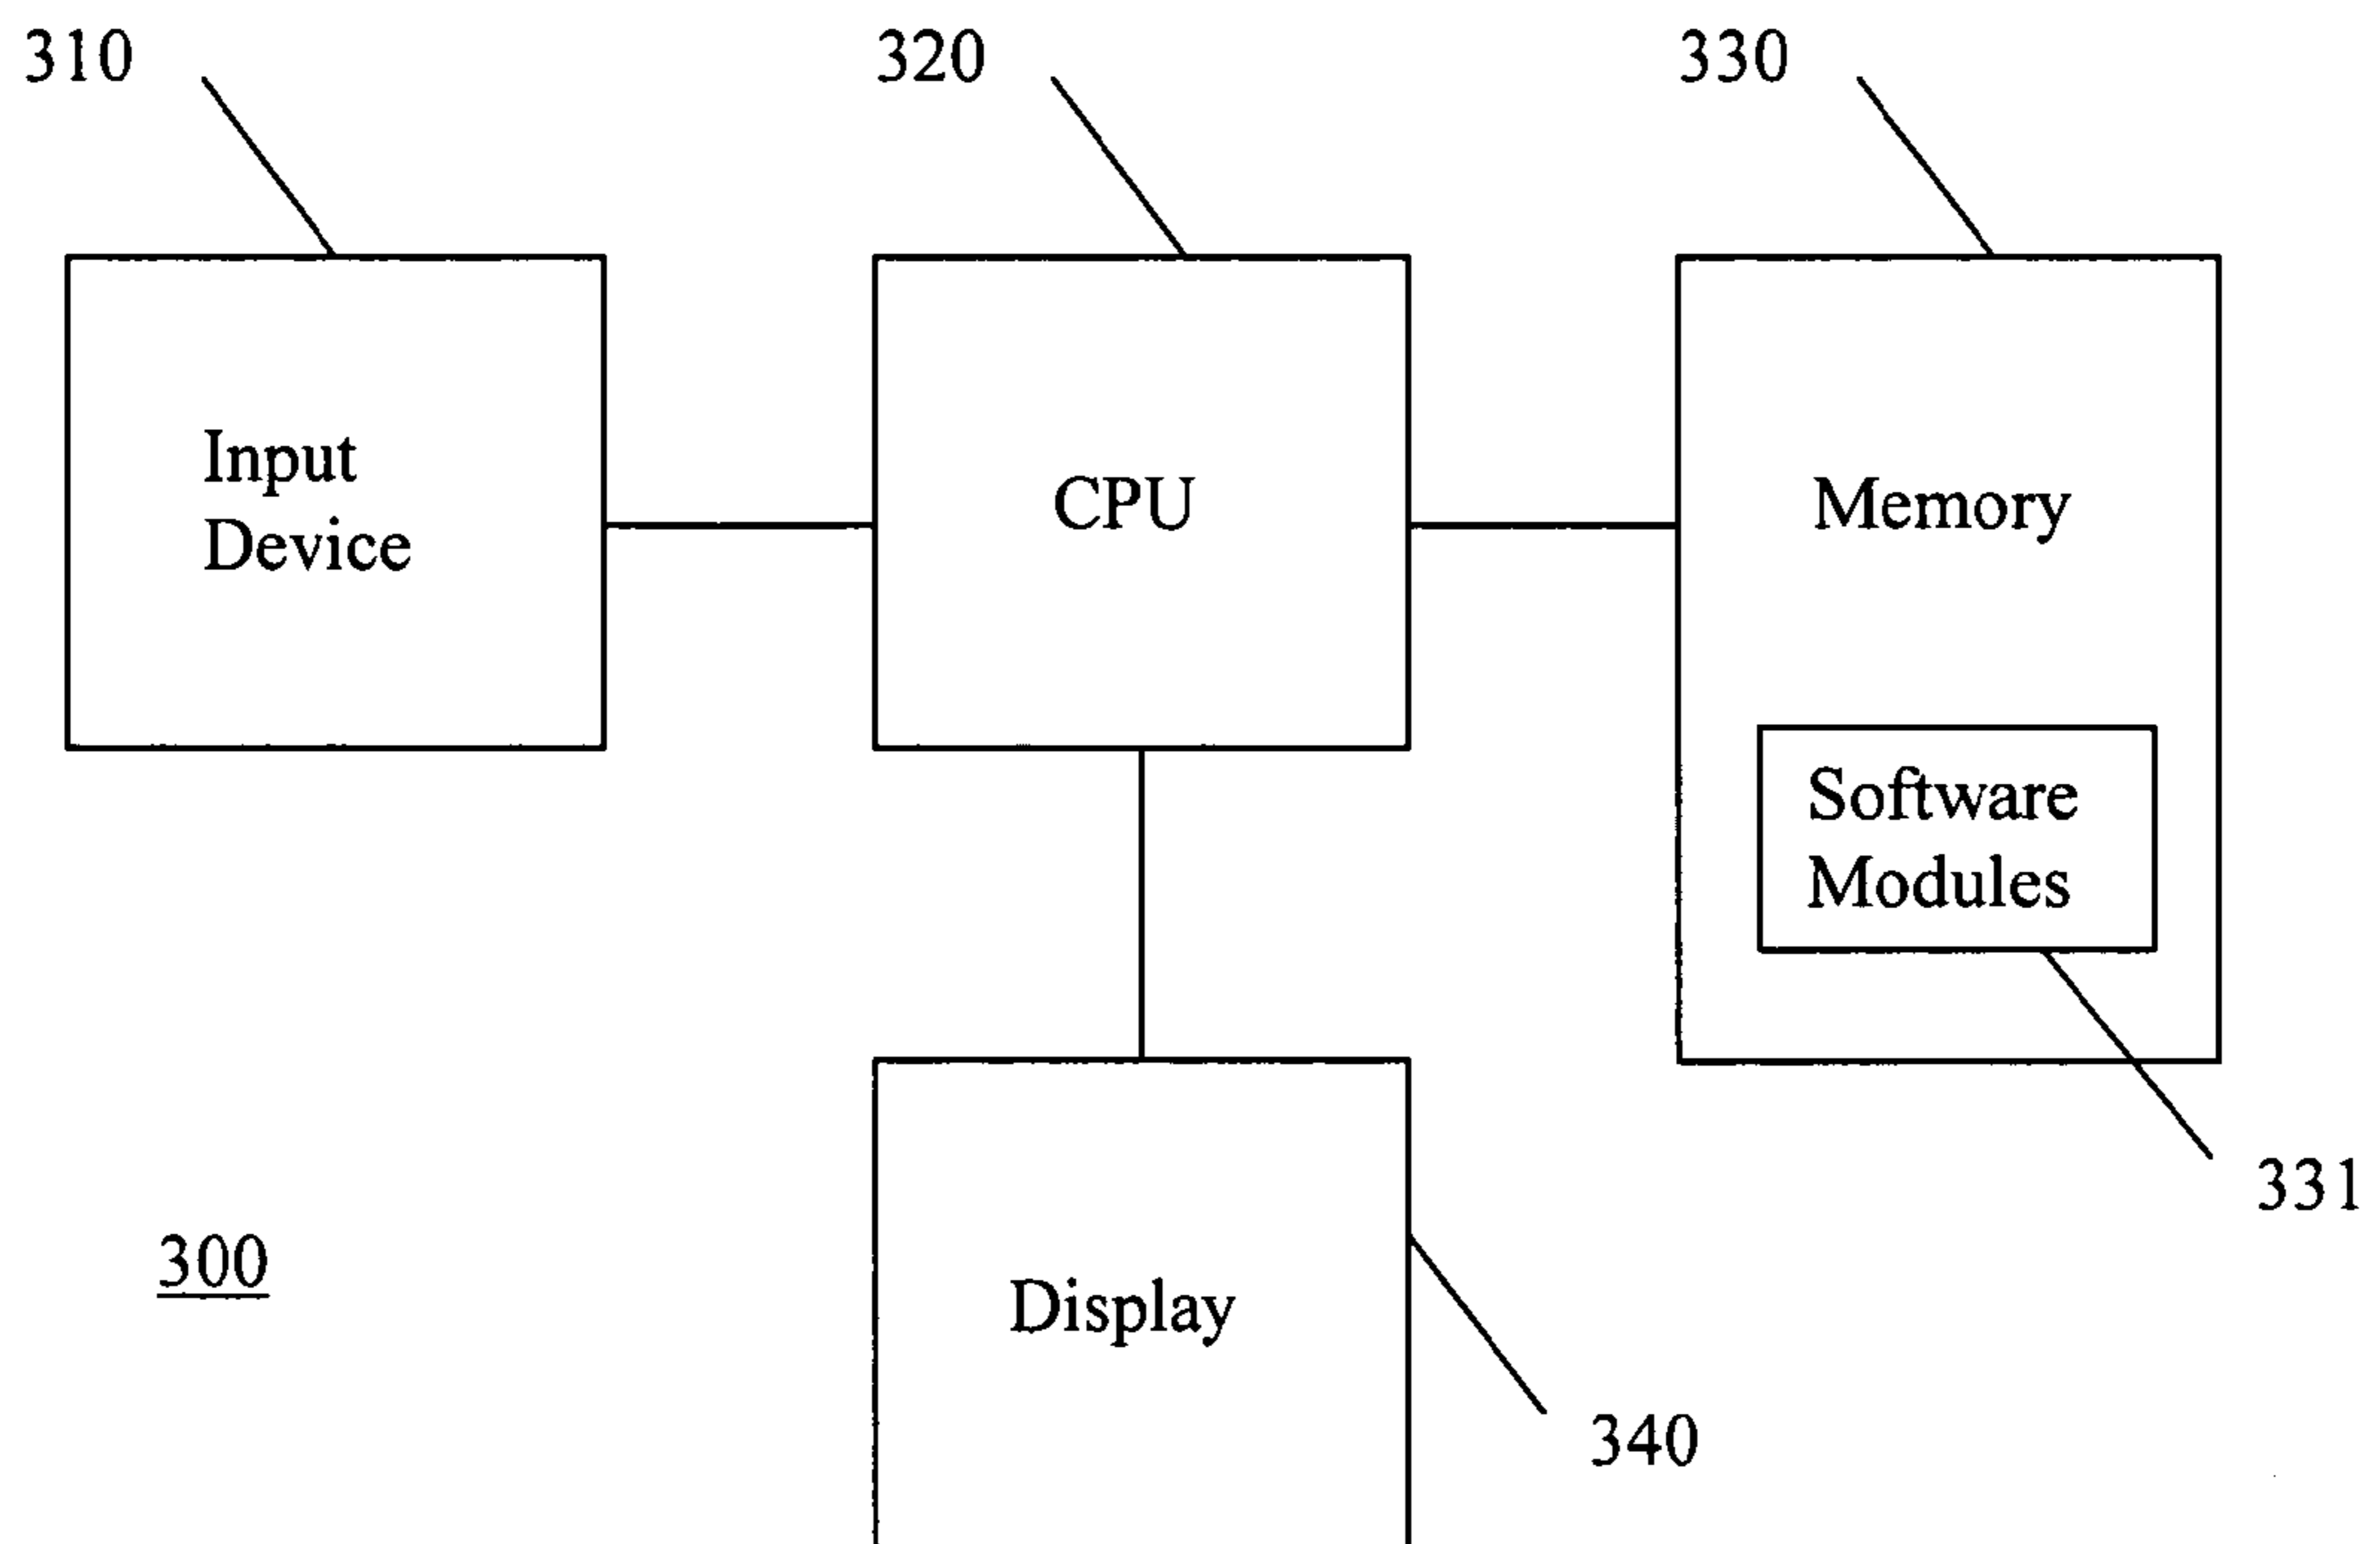 310
320
330
Input
Device
CPU
Memory
Software
Modules
331
300
Display
340